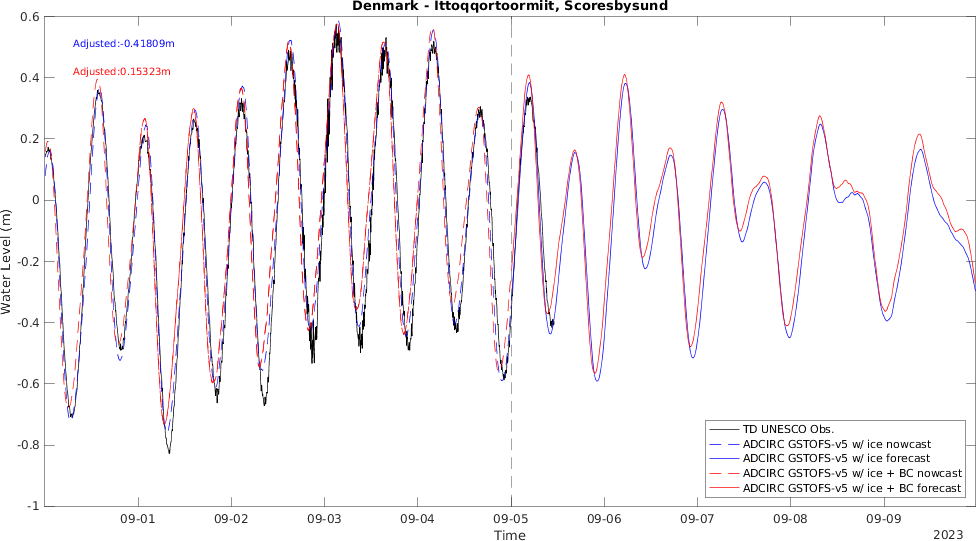 Denmark - Ittoqqortoormiit, Scoresbysund
Adjusted:-0.41809m
Adjusted:0.15323m
Water Level (m)
0.6
0.4
0.2
0
-0.2
-0.4
-0.6
-0.8
-1
TD UNESCO Obs.
ADCIRC GSTOFS-v5 w/ ice nowcast
ADCIRC GSTOFS-v5 w/ ice forecast
ADCIRC GSTOFS-v5 w/ ice + BC nowcast
ADCIRC GSTOFS-v5 w/ ice + BC forecast
09-01 09-02 09-03 09-04 09-05 09-06 09-07 09-08 09-09
Time
2023